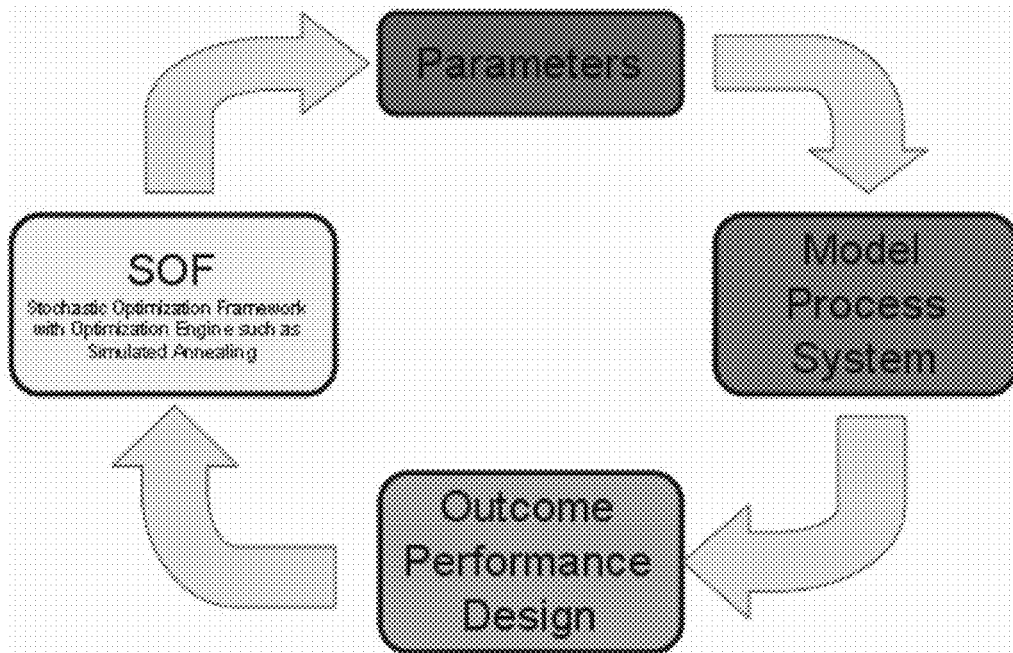 Parameters
SOF
Stochastic Optimization Framework
with Optimization Engine such as
Simulated Annealing
Model
Process
System
Outcome
Performance
Design